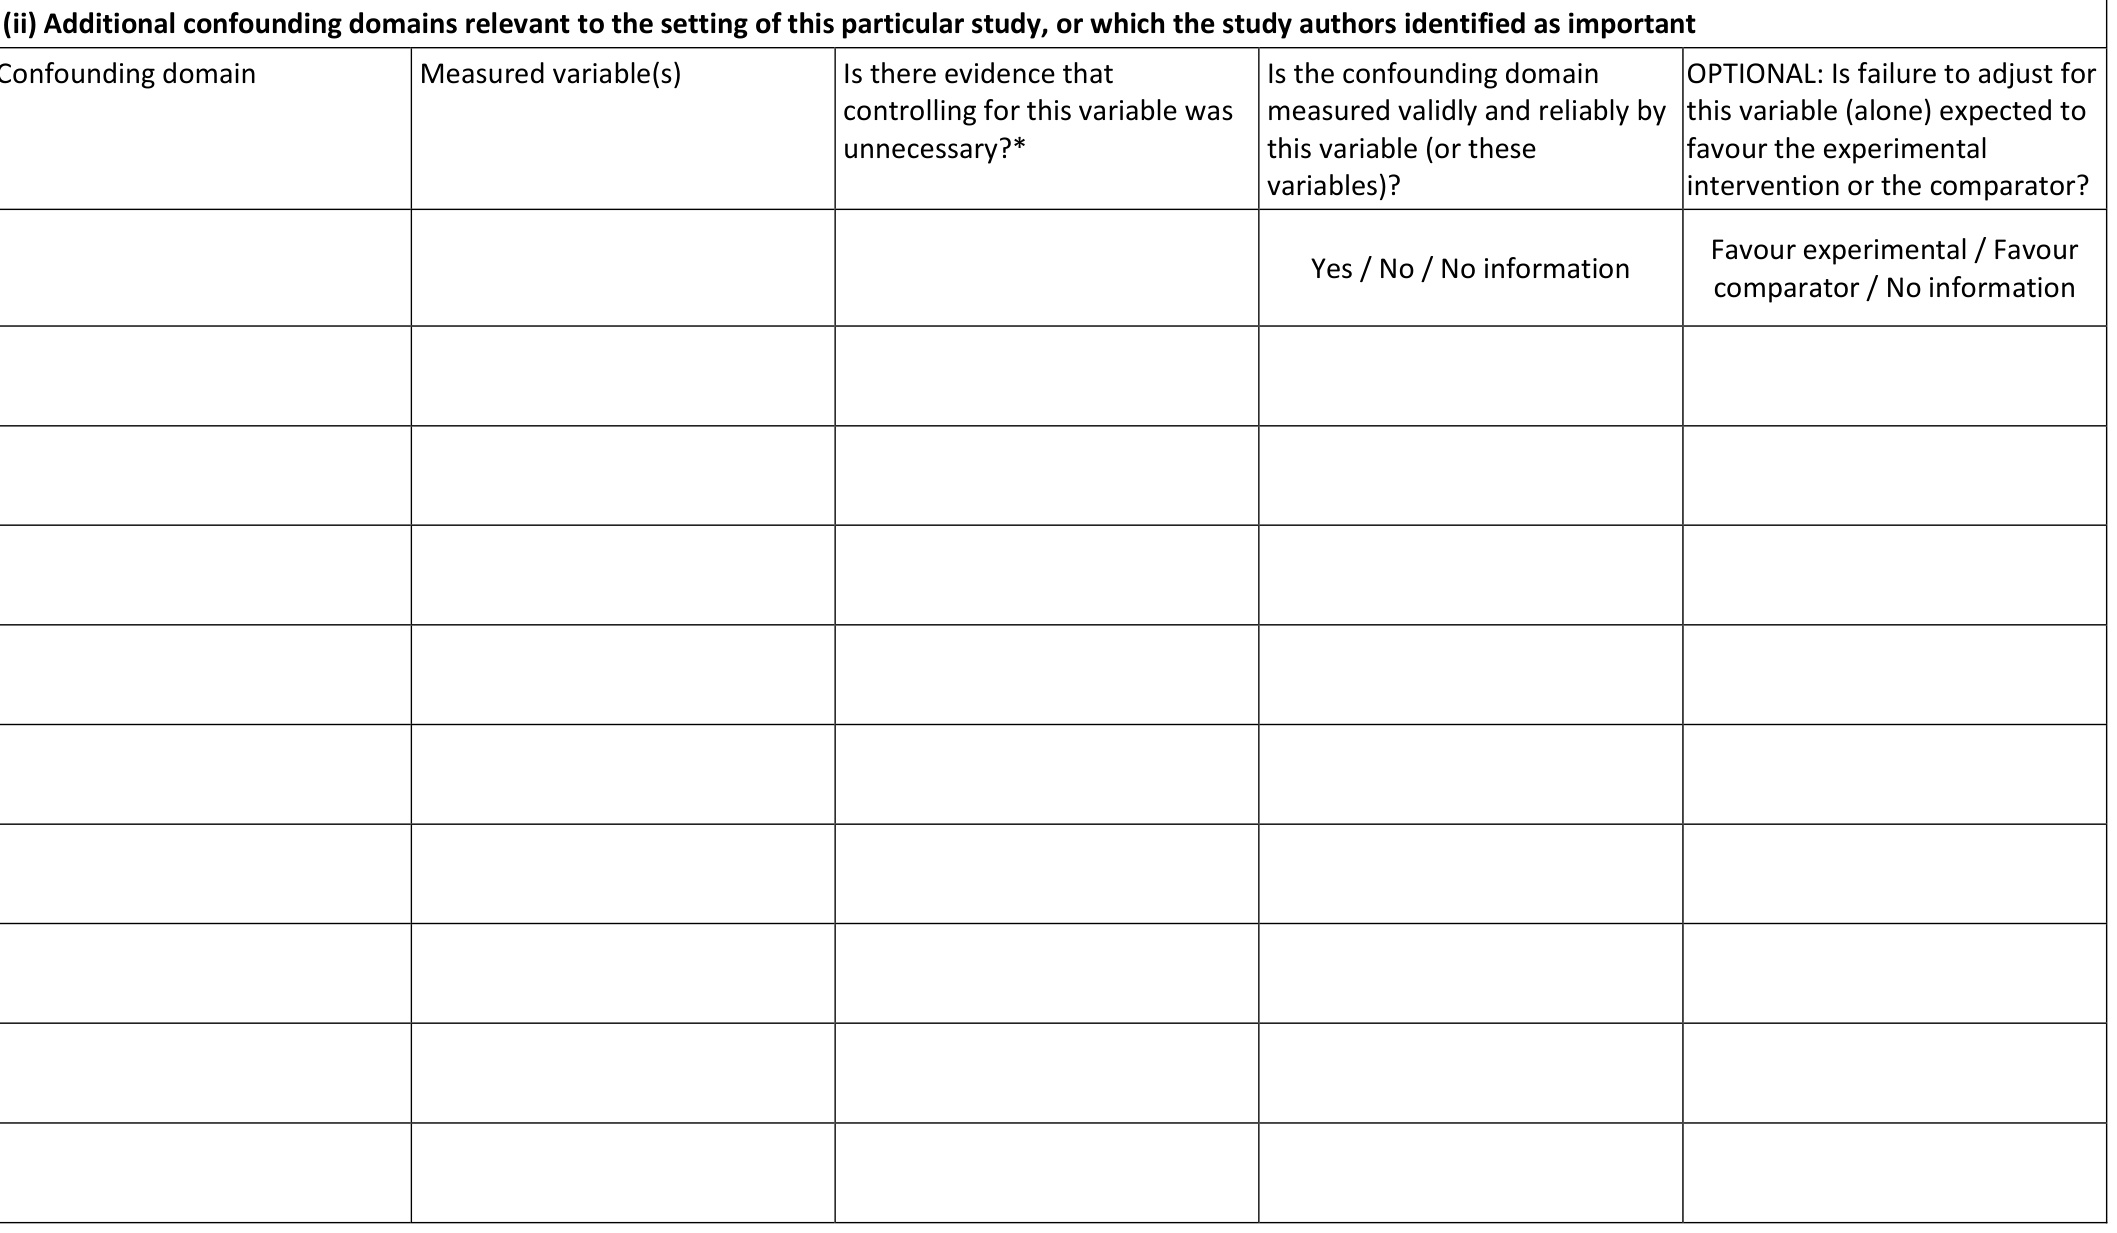 (ii) Additional confounding domains relevant to the setting of this particular study, or which the study authors identified as important
Confounding domain
Measured variable(s)
Is there evidence that
controlling for this variable was
unnecessary?*
Is the confounding domain
measured validly and reliably by
this variable (or these
variables)?
OPTIONAL: Is failure to adjust for
this variable (alone) expected to
favour the experimental
intervention or the comparator?
Yes / No / No information
Favour experimental / Favour
comparator / No information